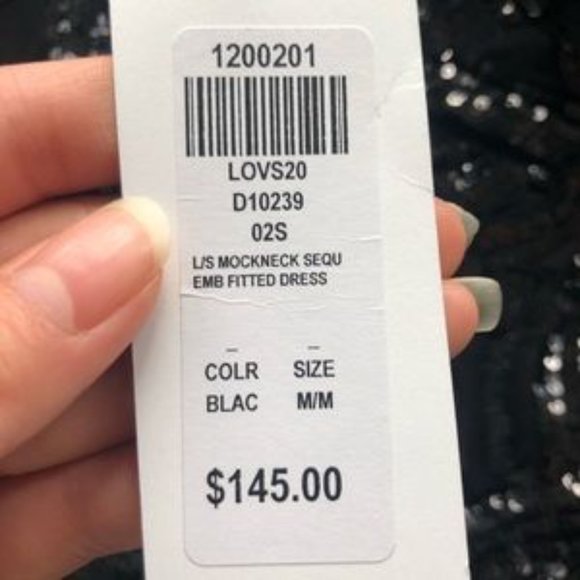 1200201
LOVS20
D10239
02S
L/S MOCKNECK SEQU
EMB FITTED DRESS
– –
COLR SIZE
BLAC M/M
$145.00